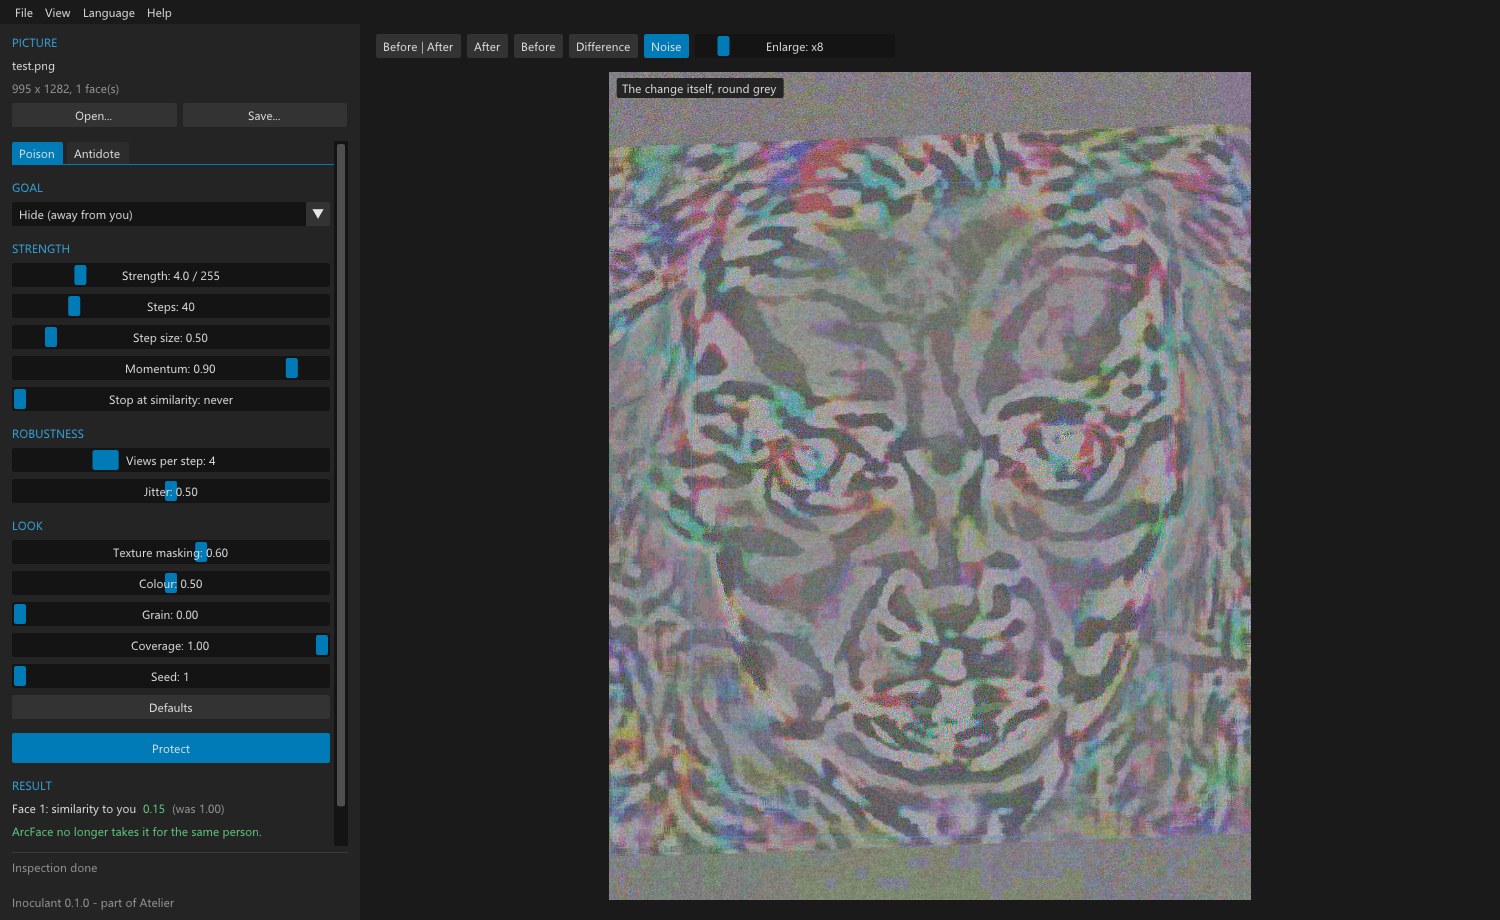 File View Language Help
PICTURE
test.png
995 x 1282, 1 face(s)
Open... Save...
Poison Antidote
GOAL
Hide (away from you)
STRENGTH
Strength: 4.0 / 255
Steps: 40
Step size: 0.50
Momentum: 0.90
Stop at similarity: never
ROBUSTNESS
Views per step: 4
Jitter: 0.50
LOOK
Texture masking: 0.60
Colour: 0.50
Grain: 0.00
Coverage: 1.00
Seed: 1
Defaults
Protect
RESULT
Face 1: similarity to you 0.15 (was 1.00)
ArcFace no longer takes it for the same person.
Inspection done
Inoculant 0.1.0 - part of Atelier
Before | After After Before Difference Noise Enlarge: x8
The change itself, round grey